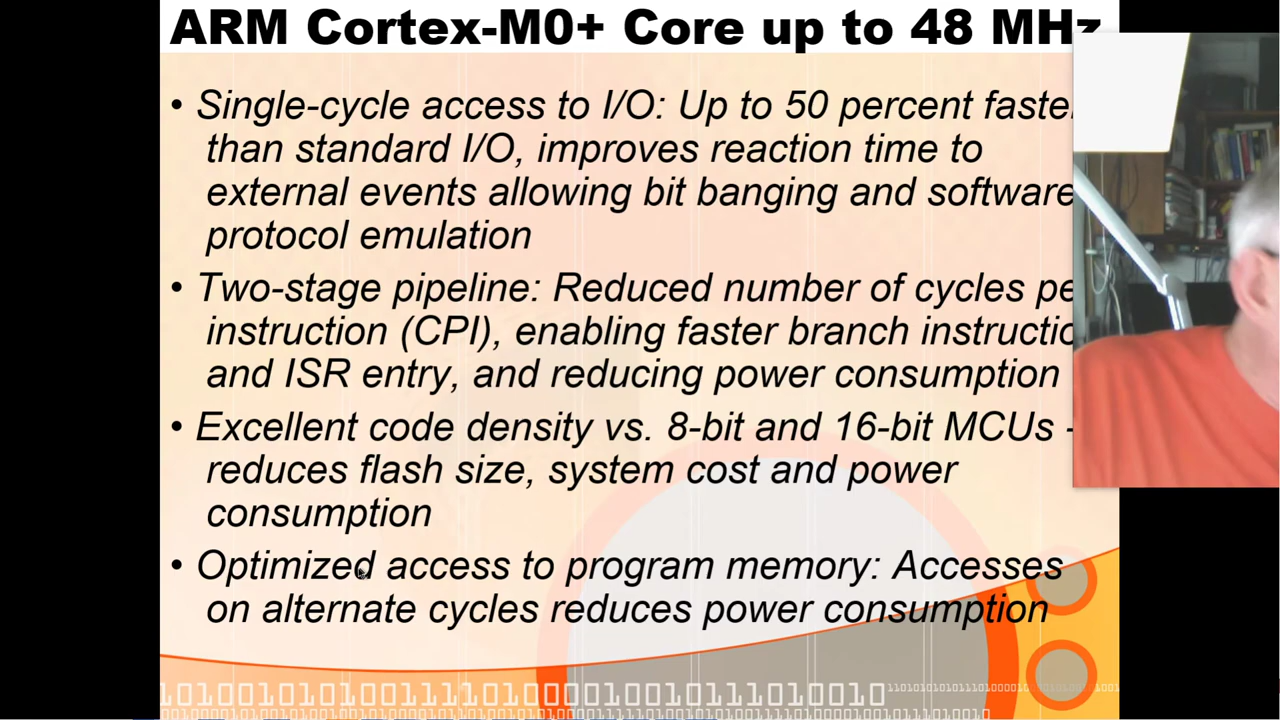 ARM Cortex-M0+ Core up to 48 MHz
• Single-cycle access to I/O: Up to 50 percent faster
than standard I/O, improves reaction time to
external events allowing bit banging and software
protocol emulation
• Two-stage pipeline: Reduced number of cycles pe
instruction (CPI), enabling faster branch instructio
and ISR entry, and reducing power consumption
• Excellent code density vs. 8-bit and 16-bit MCUs -
reduces flash size, system cost and power
consumption
• Optimized access to program memory: Accesses
on alternate cycles reduces power consumption